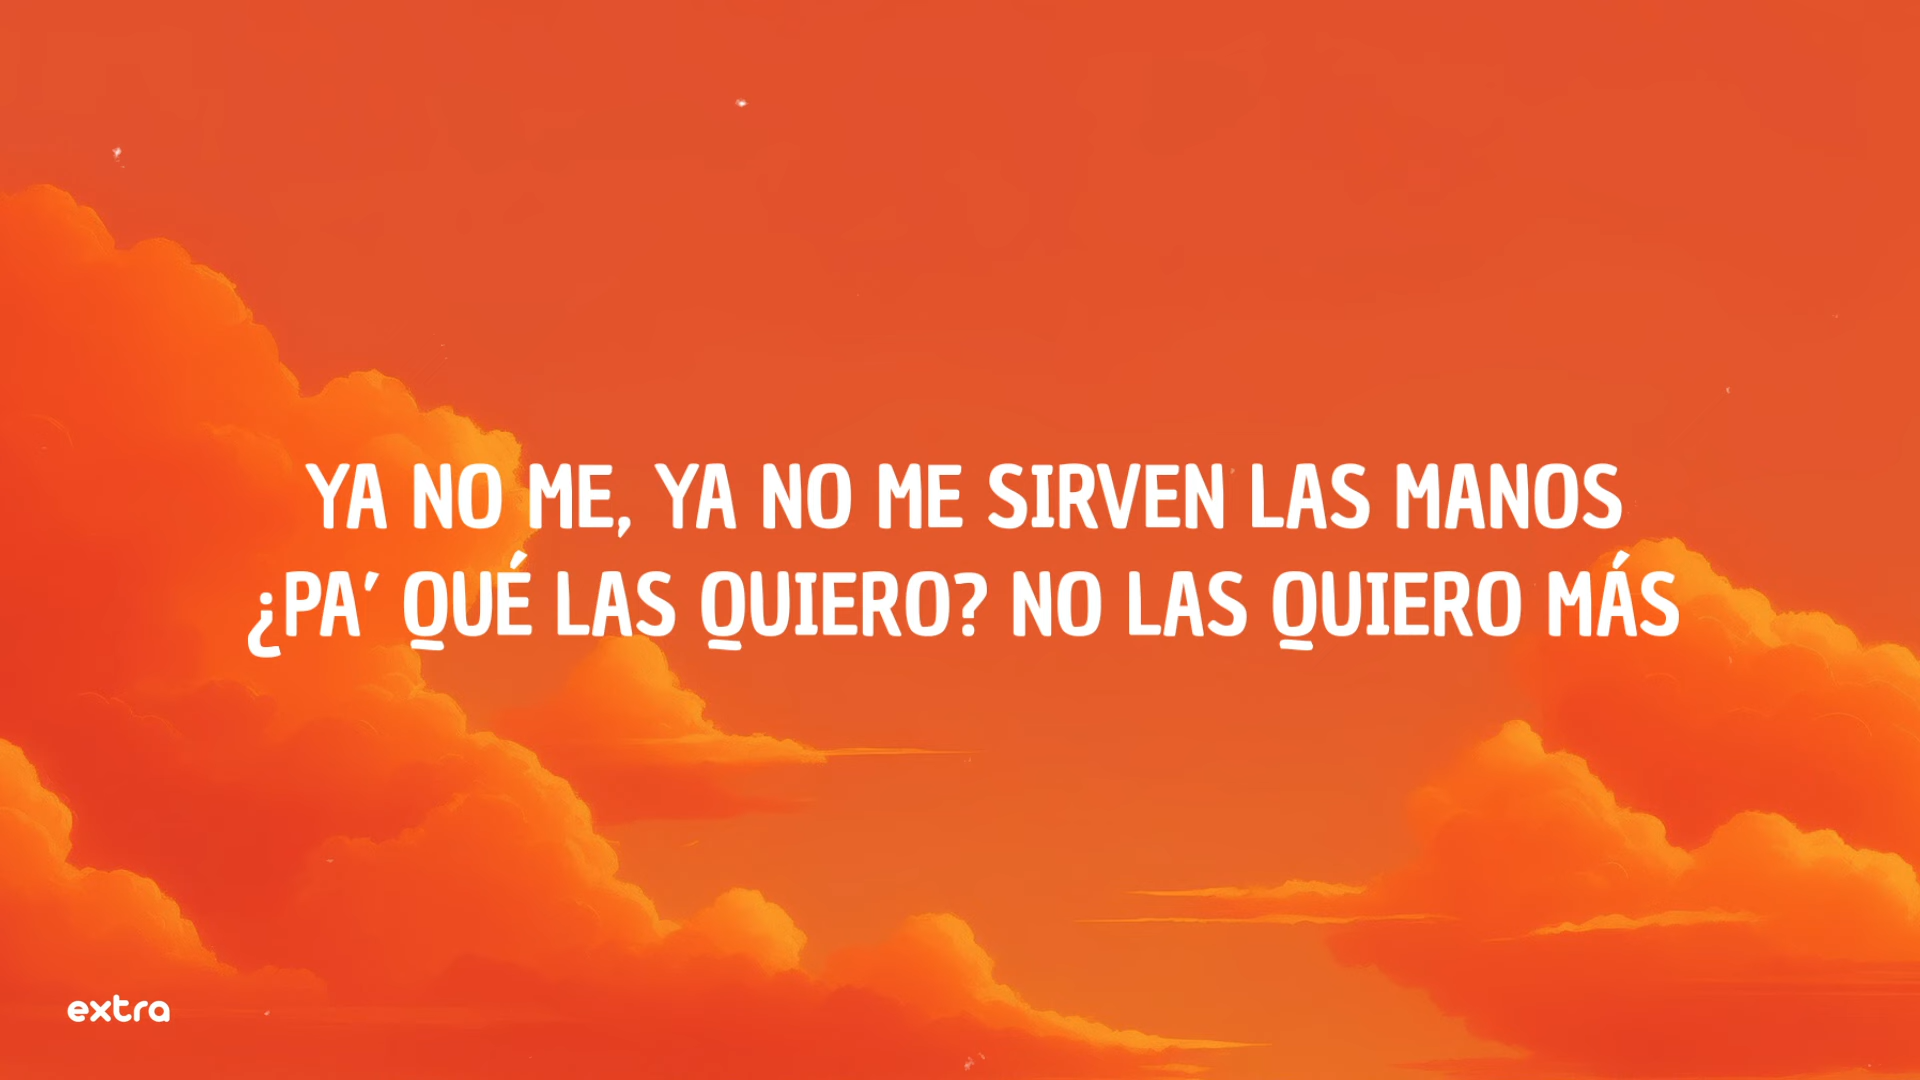 YA NO ME, YA NO ME SIRVEN LAS MANOS
¿PA' QUÉ LAS QUIERO? NO LAS QUIERO MÁS
extra